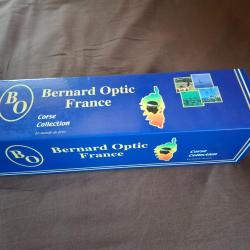 BO
Bernard Optic
France
Corse
Collection
BO
Bernard Optic
France
Corse
Collection